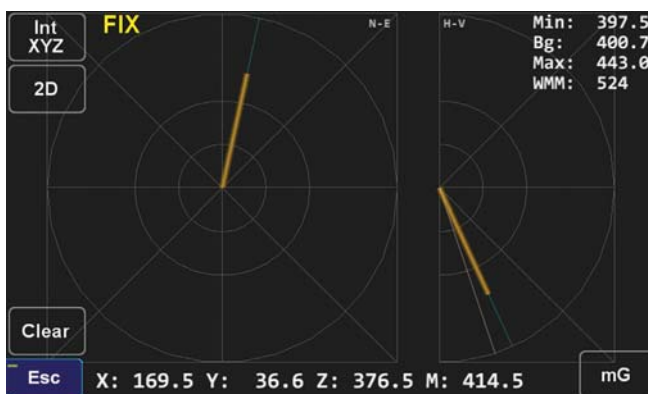 Int
XYZ
FIX
N-E
H-V
Min: 397.5
Bg: 400.7
Max: 443.0
WMM: 524
2D
Clear
Esc
X: 169.5 Y: 36.6 Z: 376.5 M: 414.5
mG